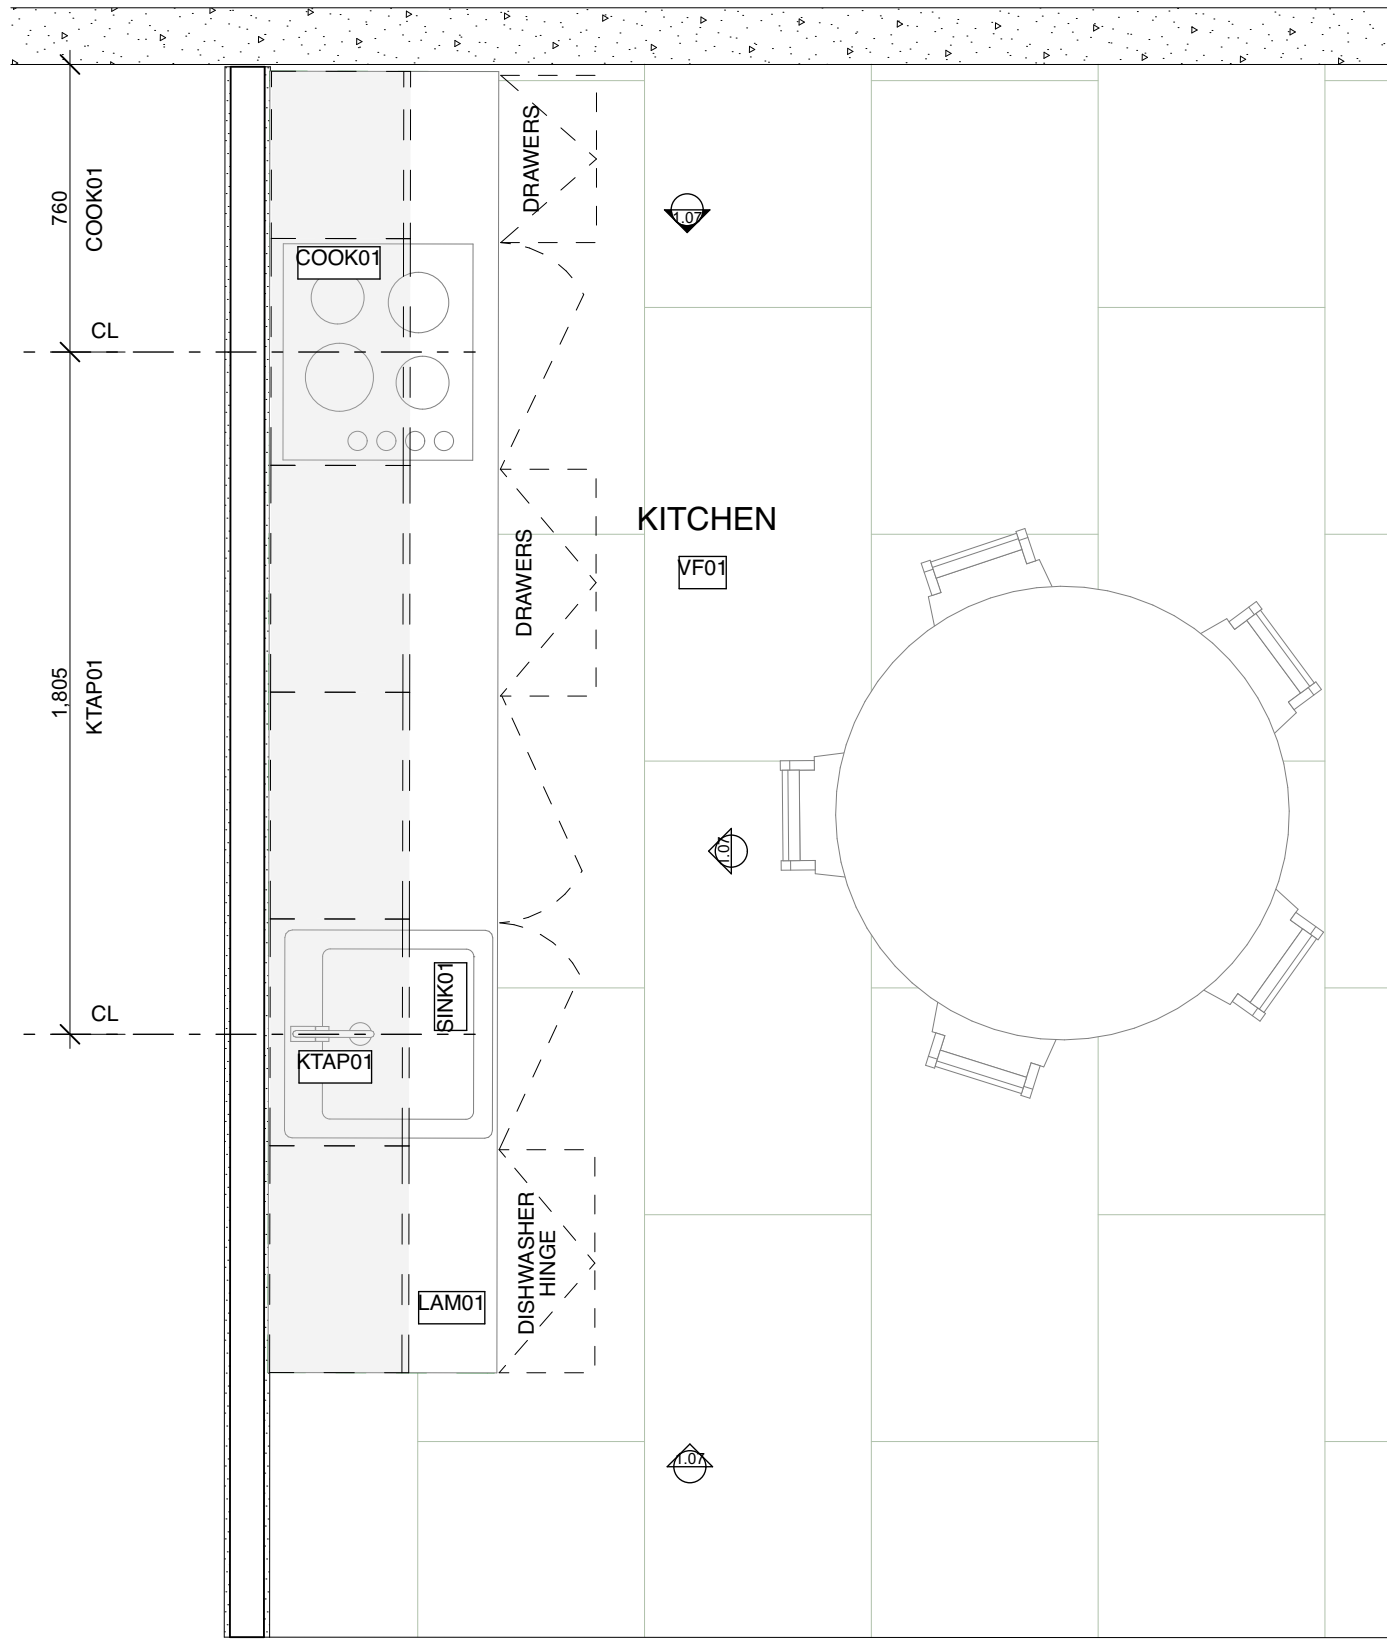 DRAWERS
760
COOK01
1.07
COOK01
CL
KITCHEN
DRAWERS
VF01
1,805
KTAP01
1.07
SINK01
CL
KTAP01
DISHWASHER
HINGE
LAM01
1.07